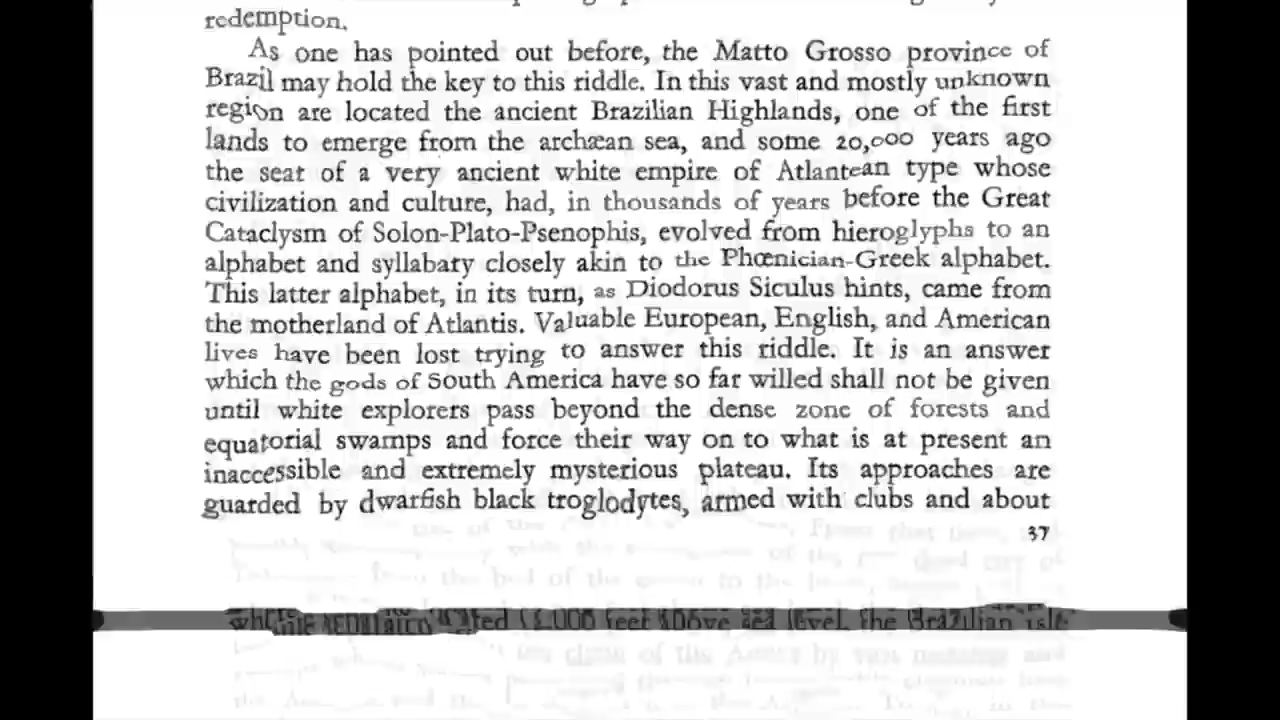 redemption.
As one has pointed out before, the Matto Grosso province of
Brazil may hold the key to this riddle. In this vast and mostly unknown
region are located the ancient Brazilian Highlands, one of the first
lands to emerge from the archæan sea, and some 20,000 years ago
the seat of a very ancient white empire of Atlantean type whose
civilization and culture, had, in thousands of years before the Great
Cataclysm of Solon-Plato-Psenophis, evolved from hieroglyphs to an
alphabet and syllabary closely akin to the Phœnician-Greek alphabet.
This latter alphabet, in its turn, as Diodorus Siculus hints, came from
the motherland of Atlantis. Valuable European, English, and American
lives have been lost trying to answer this riddle. It is an answer
which the gods of South America have so far willed shall not be given
until white explorers pass beyond the dense zone of forests and
equatorial swamps and force their way on to what is at present an
inaccessible and extremely mysterious plateau. Its approaches are
guarded by dwarfish black troglodytes, armed with clubs and about
37
feet above sea level, the Brazilian isle